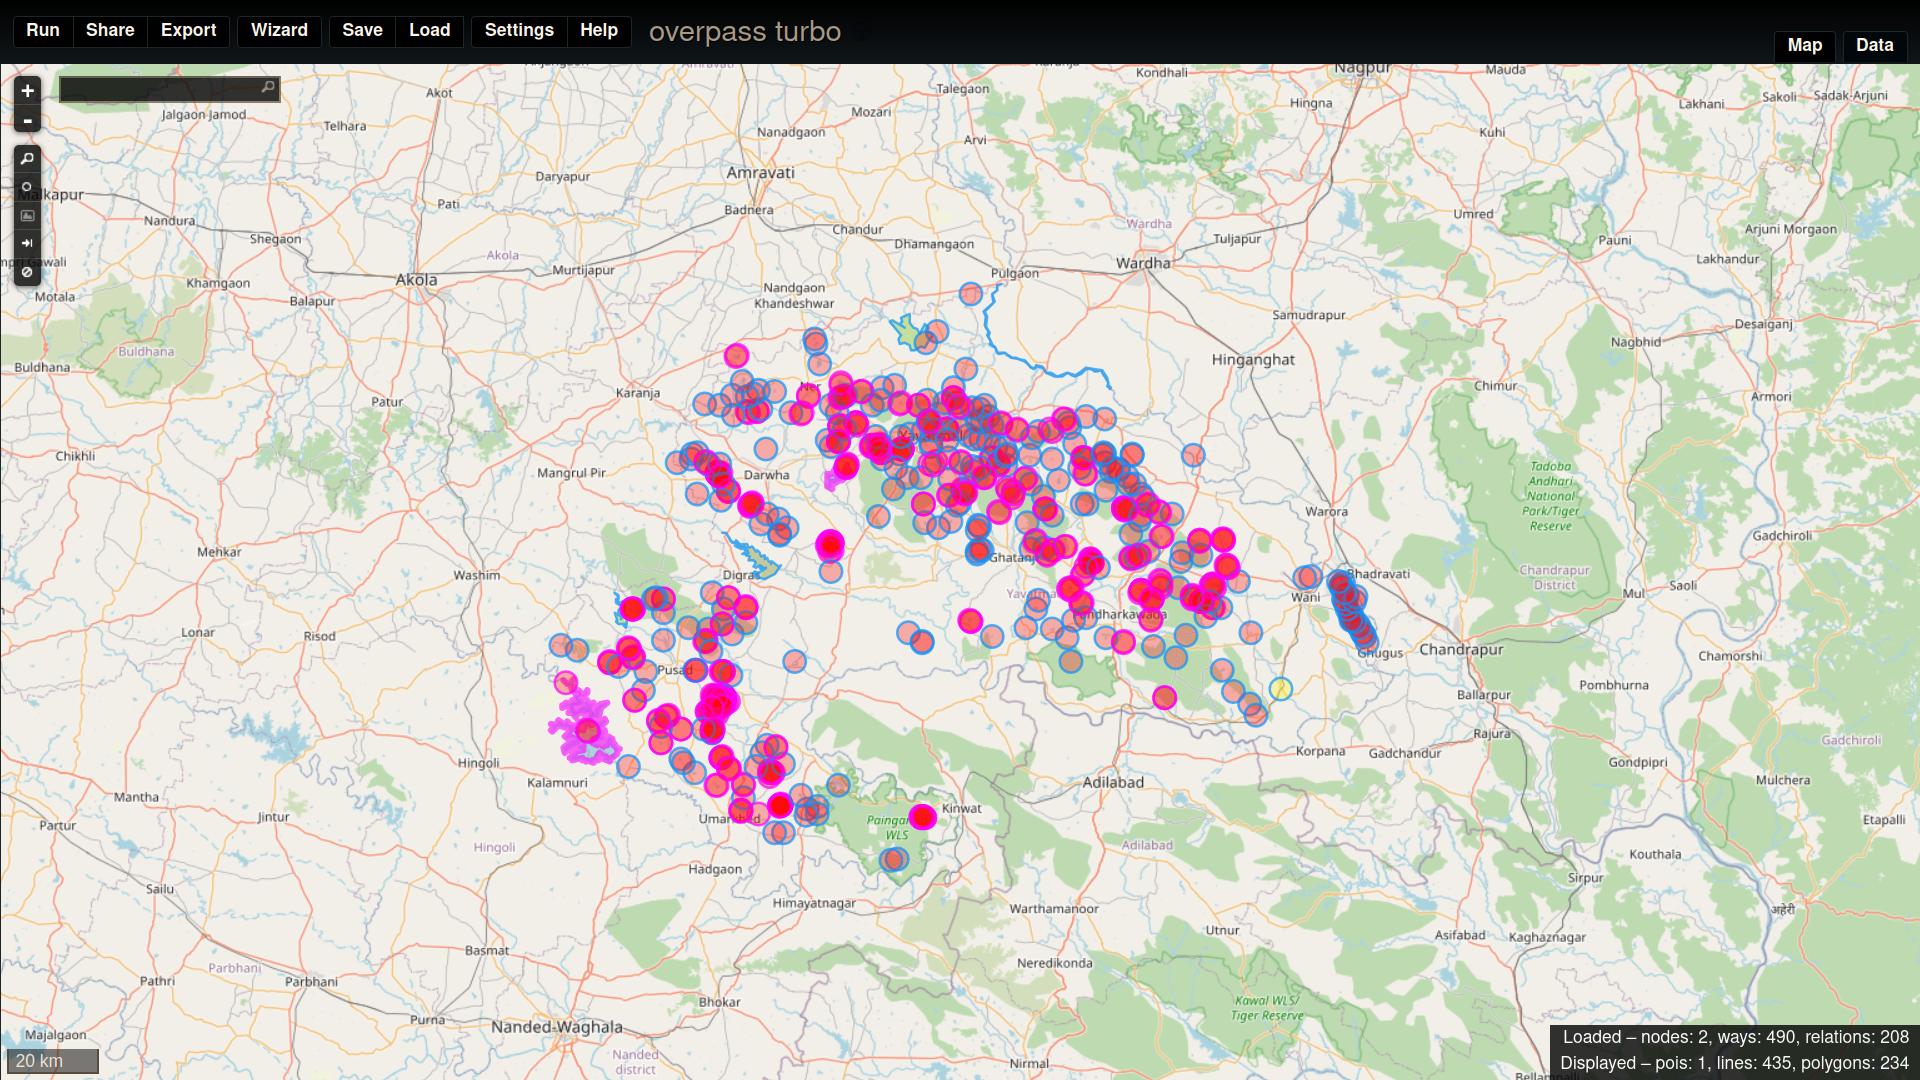 Run Share Export Wizard Save Load Settings Help overpass turbo
Map Data
+
-
Nagpur
Kondhali
Mauda
Akot
Talegaon
Hingna
Lakhani
Sakoli
Sadak-Arjuni
Jalgaon Jamod
Telhara
Mozari
Nanadgaon
Arvi
Kuhi
Daryapur
Amravati
Malkapur
Pati
Badnera
Nandura
Wardha
Umred
Shegaon
Chandur
Dhamangaon
Tuljapur
Pauni
Arjuni Morgaon
Akola
Murtijapur
Pulgaon
Wardha
Lakhandur
Akola
Khamgaon
Motala
Balapur
Nandgaon
Khandeshwar
Samudrapur
Desaiganj
Buldhana
Buldhana
Hinganghat
Nagbhid
Karanja
Ner
Chimur
Patur
Armori
Chikhli
Mangrul Pir
Darwha
Tadoba
Andhari
National
Park/Tiger
Reserve
Warora
Mehkar
Gadchiroli
Washim
Digras
Bhadravati
Chandrapur
District
Saoli
Wani
Mul
Pandharkawada
Lonar
Risod
Pusad
Ghugus
Chandrapur
Chamorshi
Ballarpur
Pombhurna
Rajura
Gadchiroli
Hingoli
Kalamnuri
Korpana
Gadchandur
Gondpipri
Adilabad
Mulchera
Mantha
Kinwat
Partur
Jintur
Umarkhed
Painganga
WLS
Etapalli
Hingoli
Adilabad
Kouthala
Hadgaon
Sirpur
Sailu
Himayatnagar
Warthamanoor
अहेरी
Utnur
Asifabad
Kaghaznagar
Basmat
Parbhani
Pathri
Parbhani
Neredikonda
Bhokar
Kawal WLS/
Tiger Reserve
Purna
Nanded-Waghala
Majalgaon
Nanded
district
Nirmal
20 km
Loaded – nodes: 2, ways: 490, relations: 208
Displayed – pois: 1, lines: 435, polygons: 234